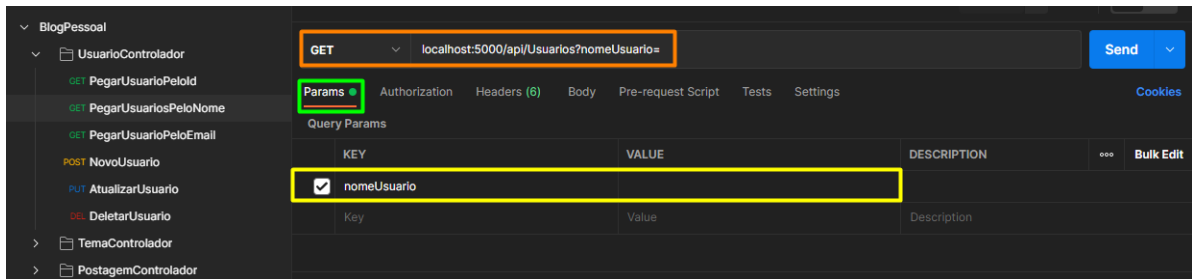 BlogPessoal
UsuarioControlador
GET PegarUsuarioPeloId
GET PegarUsuariosPeloNome
GET PegarUsuarioPeloEmail
POST NovoUsuario
PUT AtualizarUsuario
DEL DeletarUsuario
TemaControlador
PostagemControlador
GET localhost:5000/api/Usuarios?nomeUsuario= Send
Params Authorization Headers (6) Body Pre-request Script Tests Settings Cookies
Query Params
KEY VALUE DESCRIPTION ooo Bulk Edit
nomeUsuario
Key Value Description